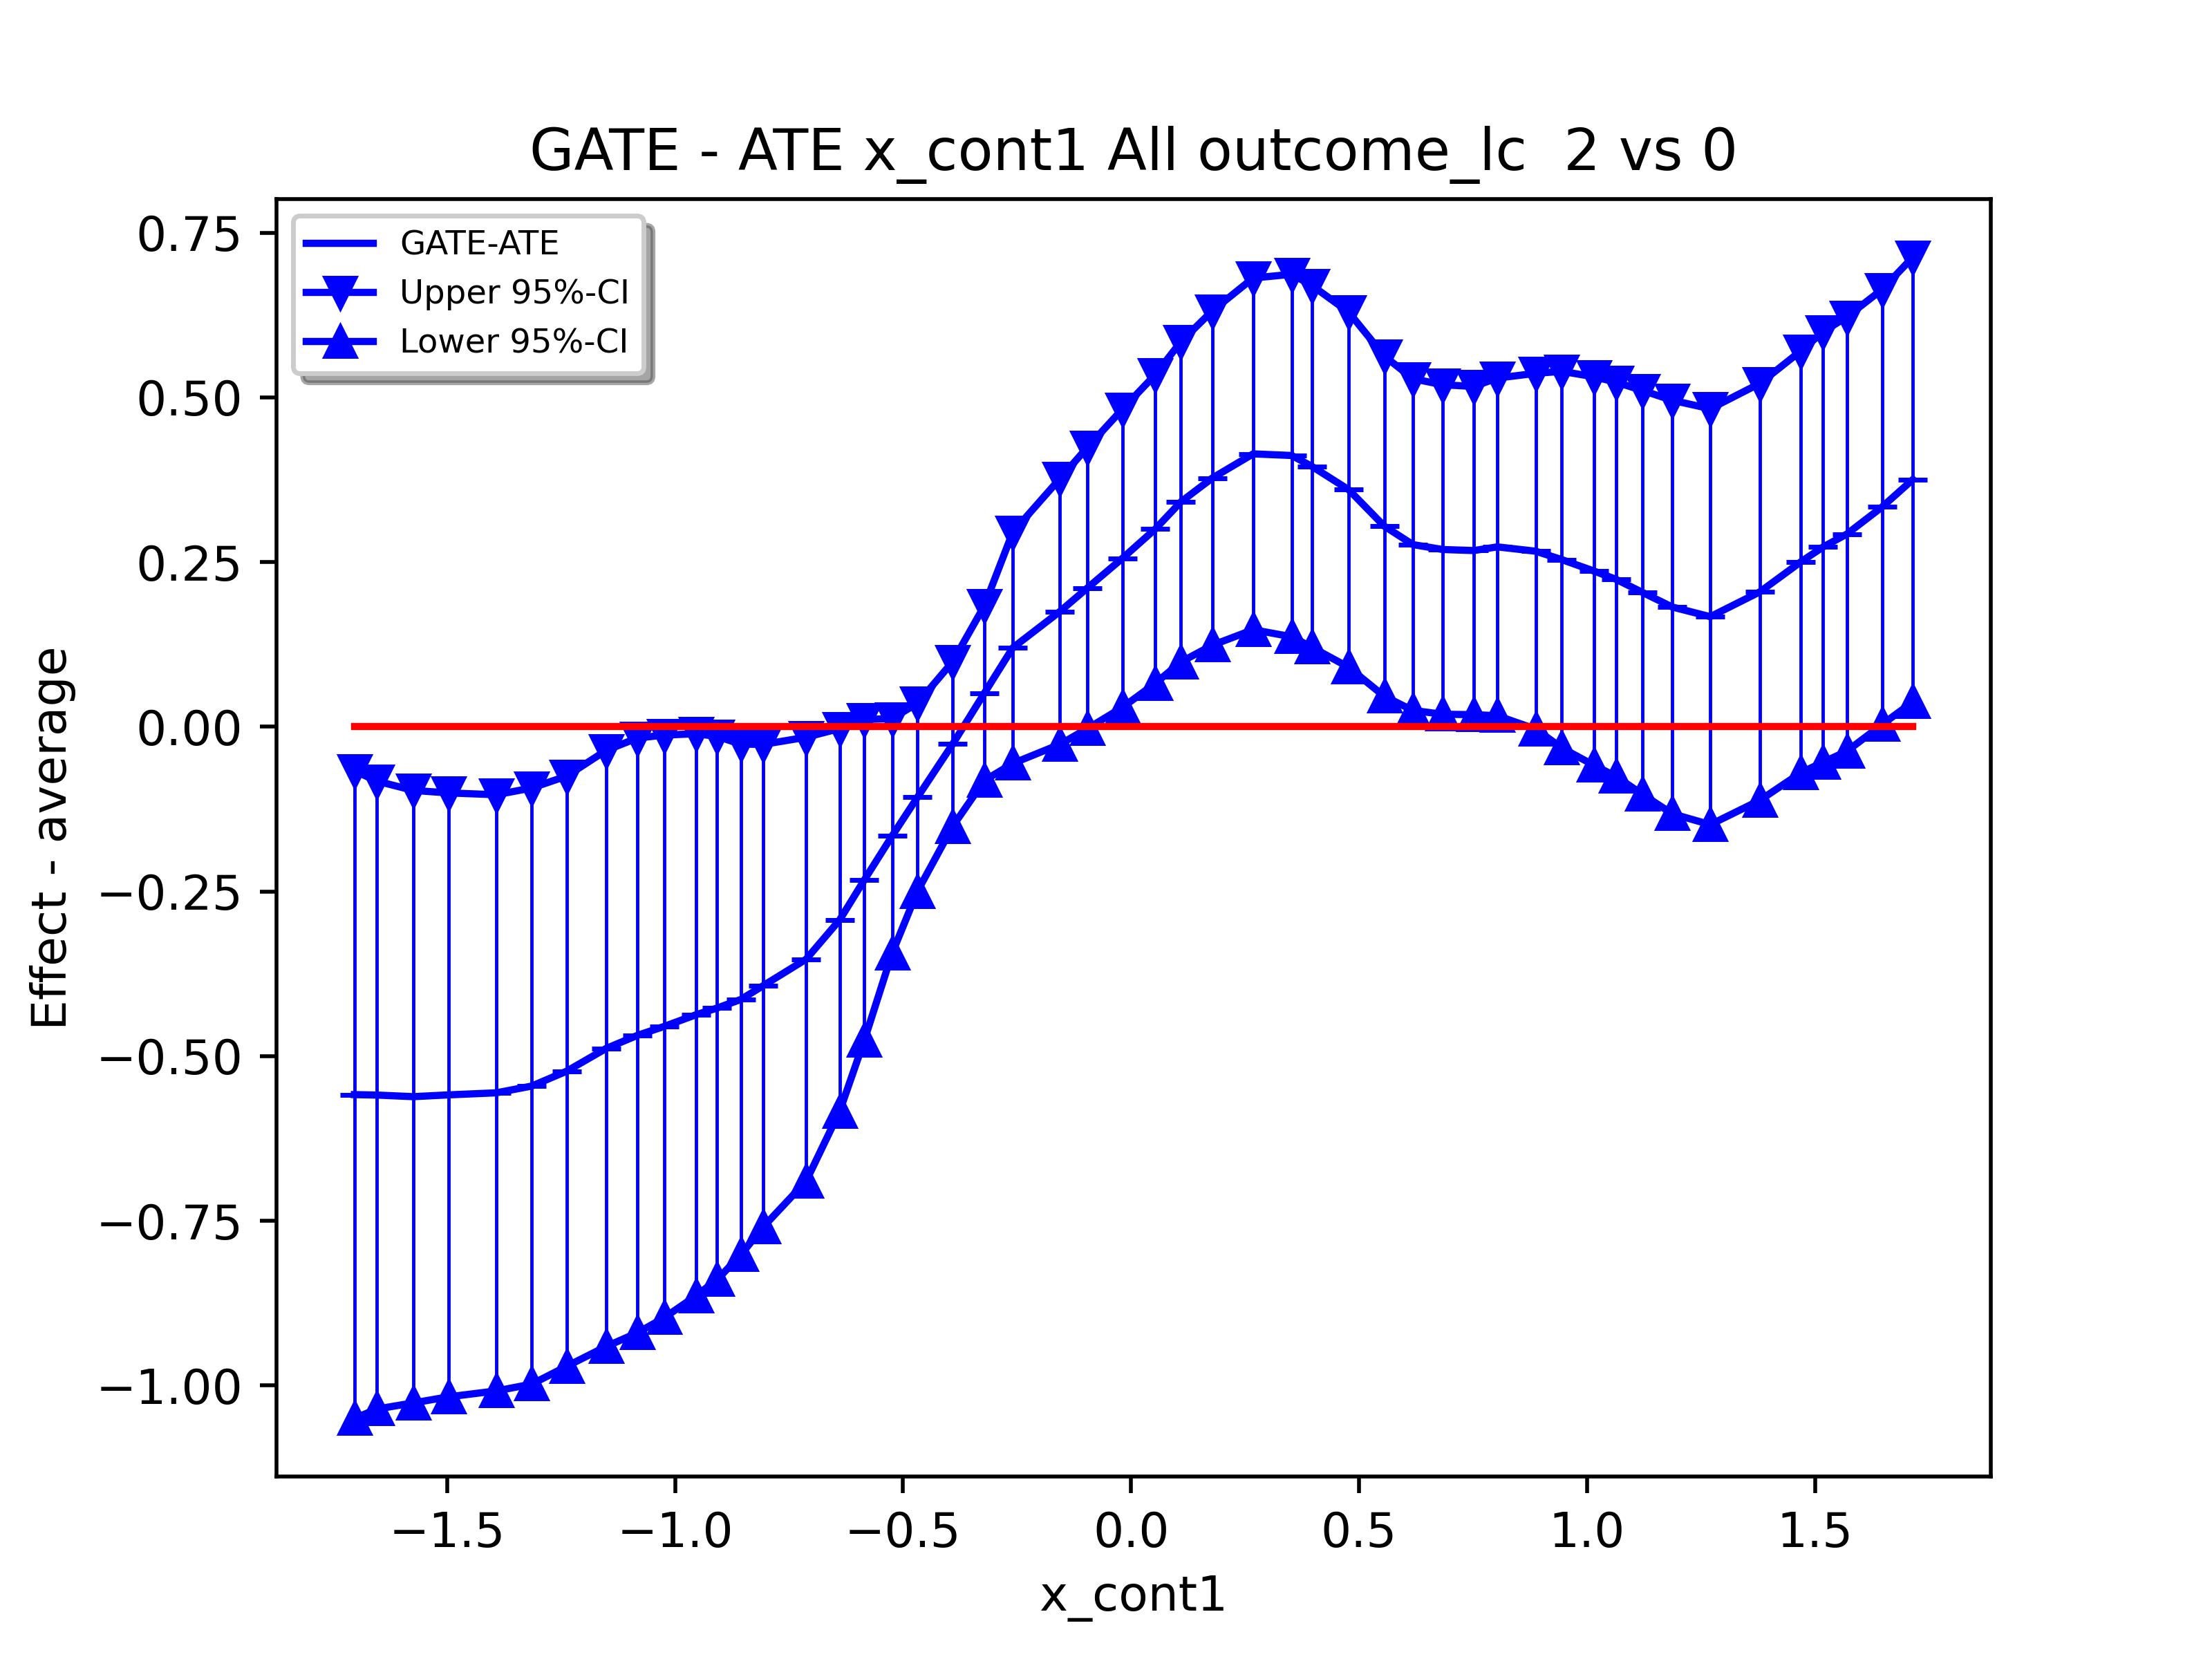 GATE - ATE x_cont1 All outcome_lc  2 vs 0
GATE-ATE
Upper 95%-CI
Lower 95%-CI
Effect - average
0.75
0.50
0.25
0.00
−0.25
−0.50
−0.75
−1.00
−1.5 −1.0 −0.5 0.0 0.5 1.0 1.5
x_cont1